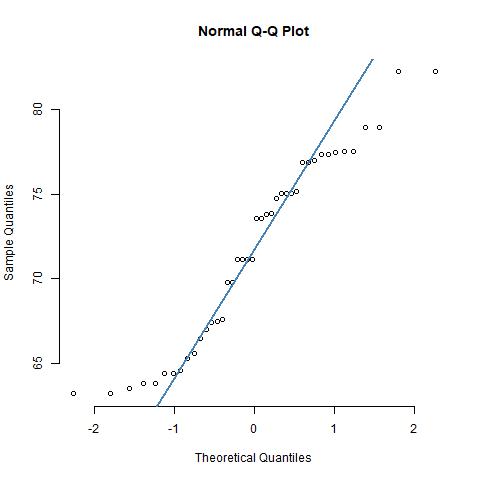 Normal Q-Q Plot
80
75
70
65
Sample Quantiles
-2 -1 0 1 2
Theoretical Quantiles